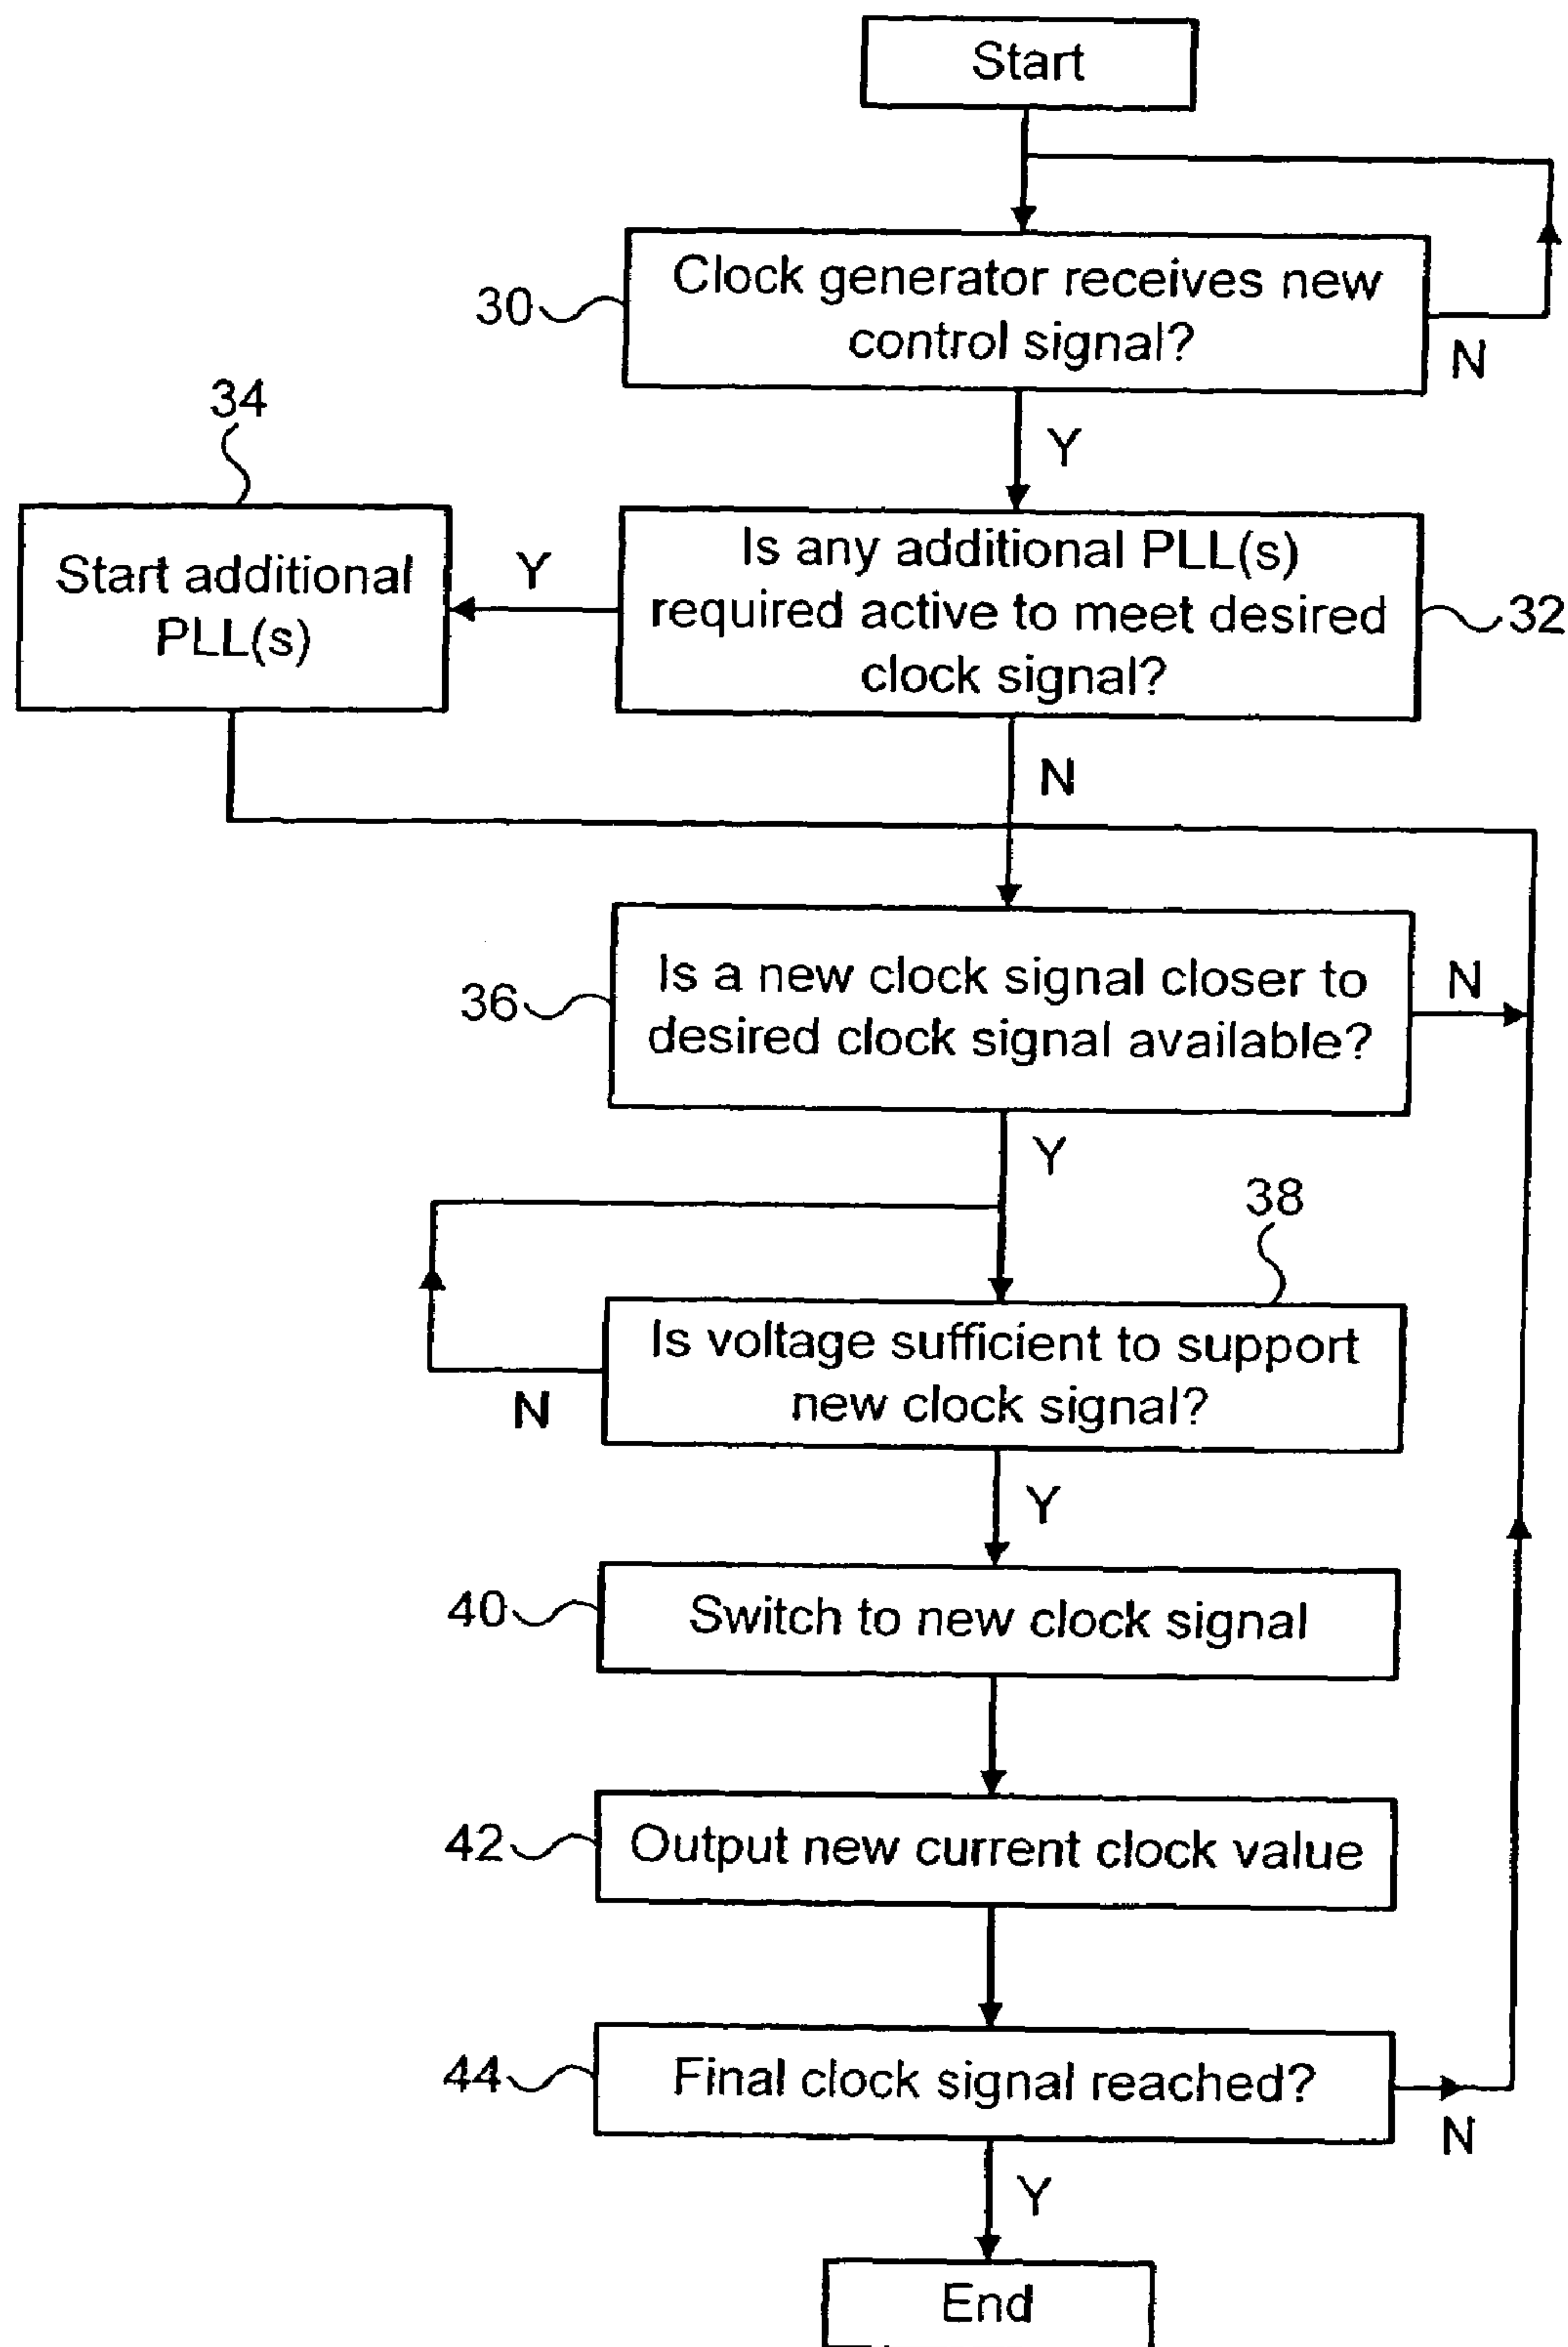 Start
Clock generator receives new
control signal?
30
N
Y
34
Start additional
PLL(s)
Y
Is any additional PLL(s)
required active to meet desired
clock signal?
32
N
Is a new clock signal closer to
desired clock signal available?
36
N
Y
38
Is voltage sufficient to support
new clock signal?
N
Y
40
Switch to new clock signal
42
Output new current clock value
44
Final clock signal reached?
N
Y
End